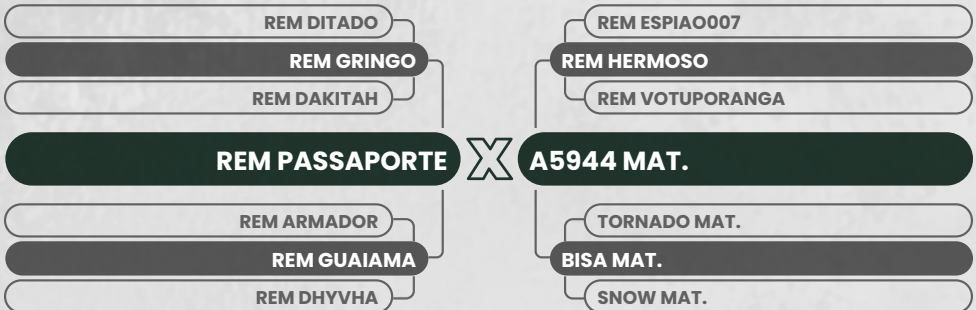 REM DITADO
REM GRINGO
REM DAKITAH
REM PASSAPORTE
REM ARMADOR
REM GUAIAMA
REM DHYVHA
X
REM ESPIAO007
REM HERMOSO
REM VOTUPORANGA
A5944 MAT.
TORNADO MAT.
BISA MAT.
SNOW MAT.